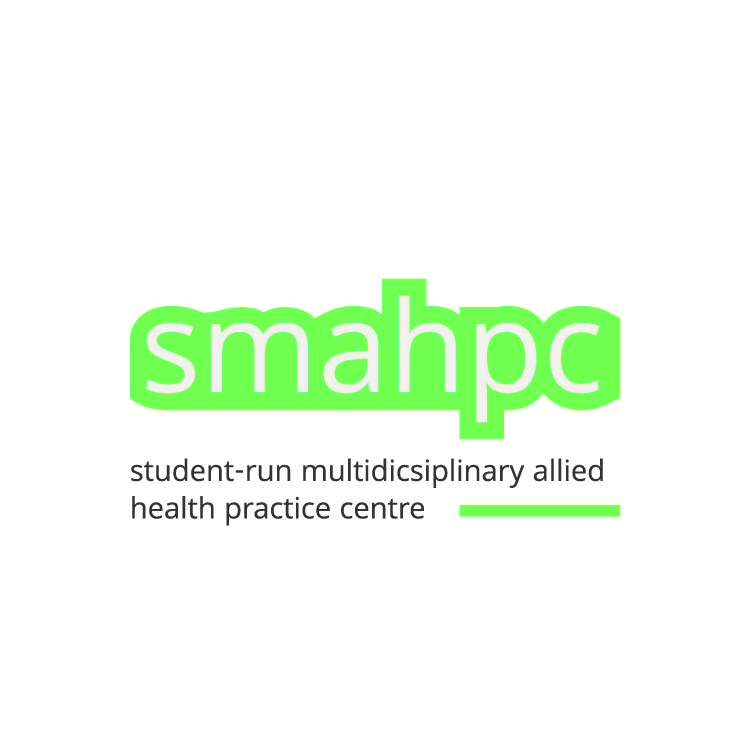 smahpc
student-run multidicsiplinary allied
health practice centre